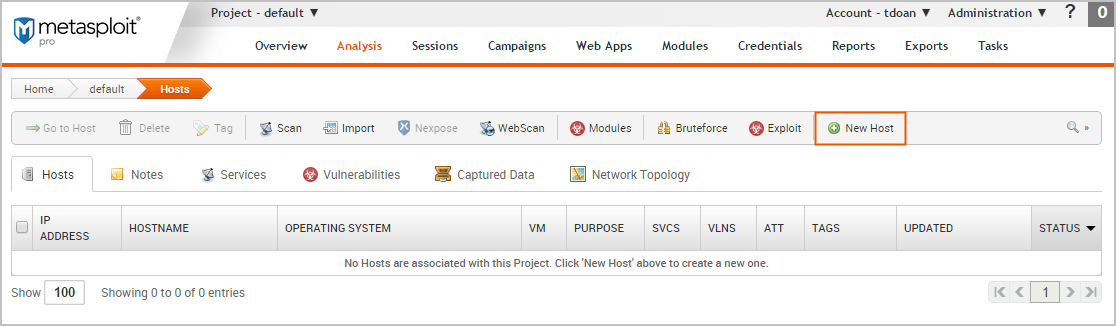 metasploit®
pro
Project - default ▼
Account - tdoan ▼ Administration ▼ ? 0
Overview Analysis Sessions Campaigns Web Apps Modules Credentials Reports Exports Tasks
Home default Hosts
Go to Host Delete Tag Scan Import Nexpose WebScan Modules Bruteforce Exploit New Host »
Hosts Notes Services Vulnerabilities Captured Data Network Topology
IP ADDRESS HOSTNAME OPERATING SYSTEM VM PURPOSE SVCS VLNS ATT TAGS UPDATED STATUS
No Hosts are associated with this Project. Click 'New Host' above to create a new one.
Show 100 Showing 0 to 0 of 0 entries 1